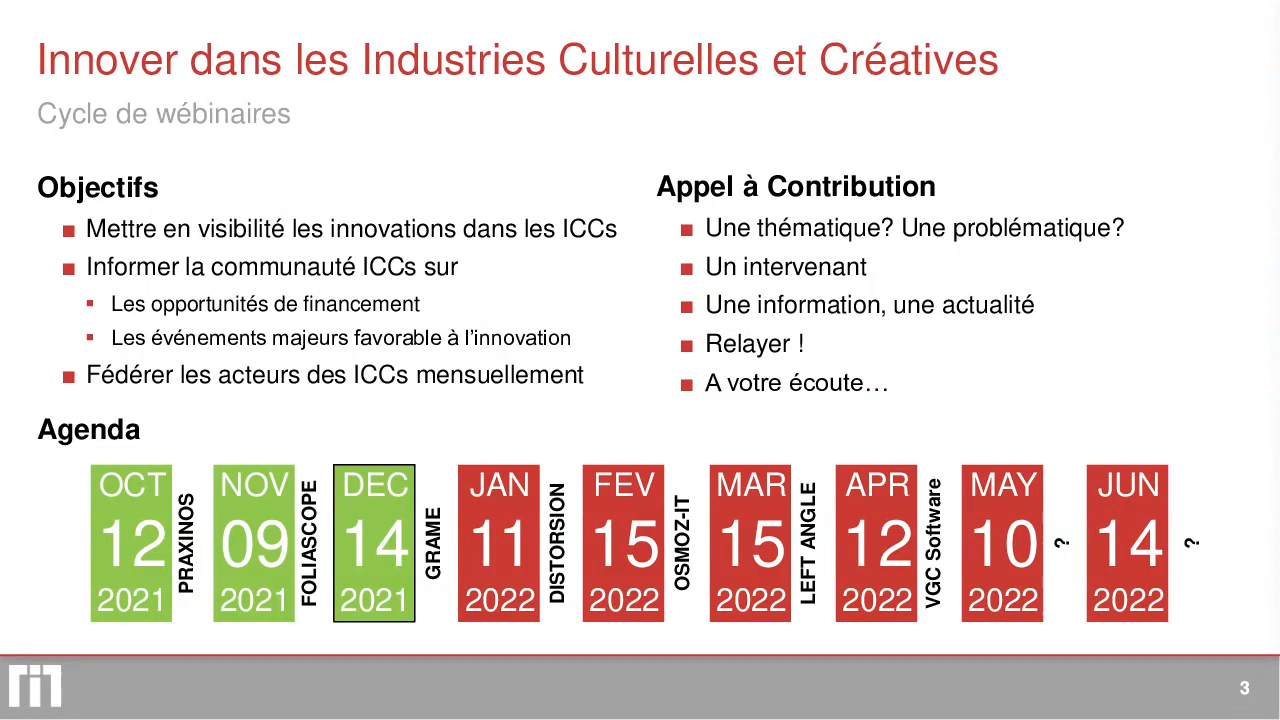 Innover dans les Industries Culturelles et Créatives
Cycle de wébinaires
Objectifs
Mettre en visibilité les innovations dans les ICCs
Informer la communauté ICCs sur
Les opportunités de financement
Les événements majeurs favorable à l'innovation
Fédérer les acteurs des ICCs mensuellement
Appel à Contribution
Une thématique? Une problématique?
Un intervenant
Une information, une actualité
Relayer !
A votre écoute…
Agenda
OCT
12
2021
PRAXINOS
NOV
09
2021
FOLIASCOPE
DEC
14
2021
GRAME
JAN
11
2022
DISTORSION
FEV
15
2022
OSMOZ-IT
MAR
15
2022
LEFT ANGLE
APR
12
2022
VGC Software
MAY
10
2022
?
JUN
14
2022
?
3